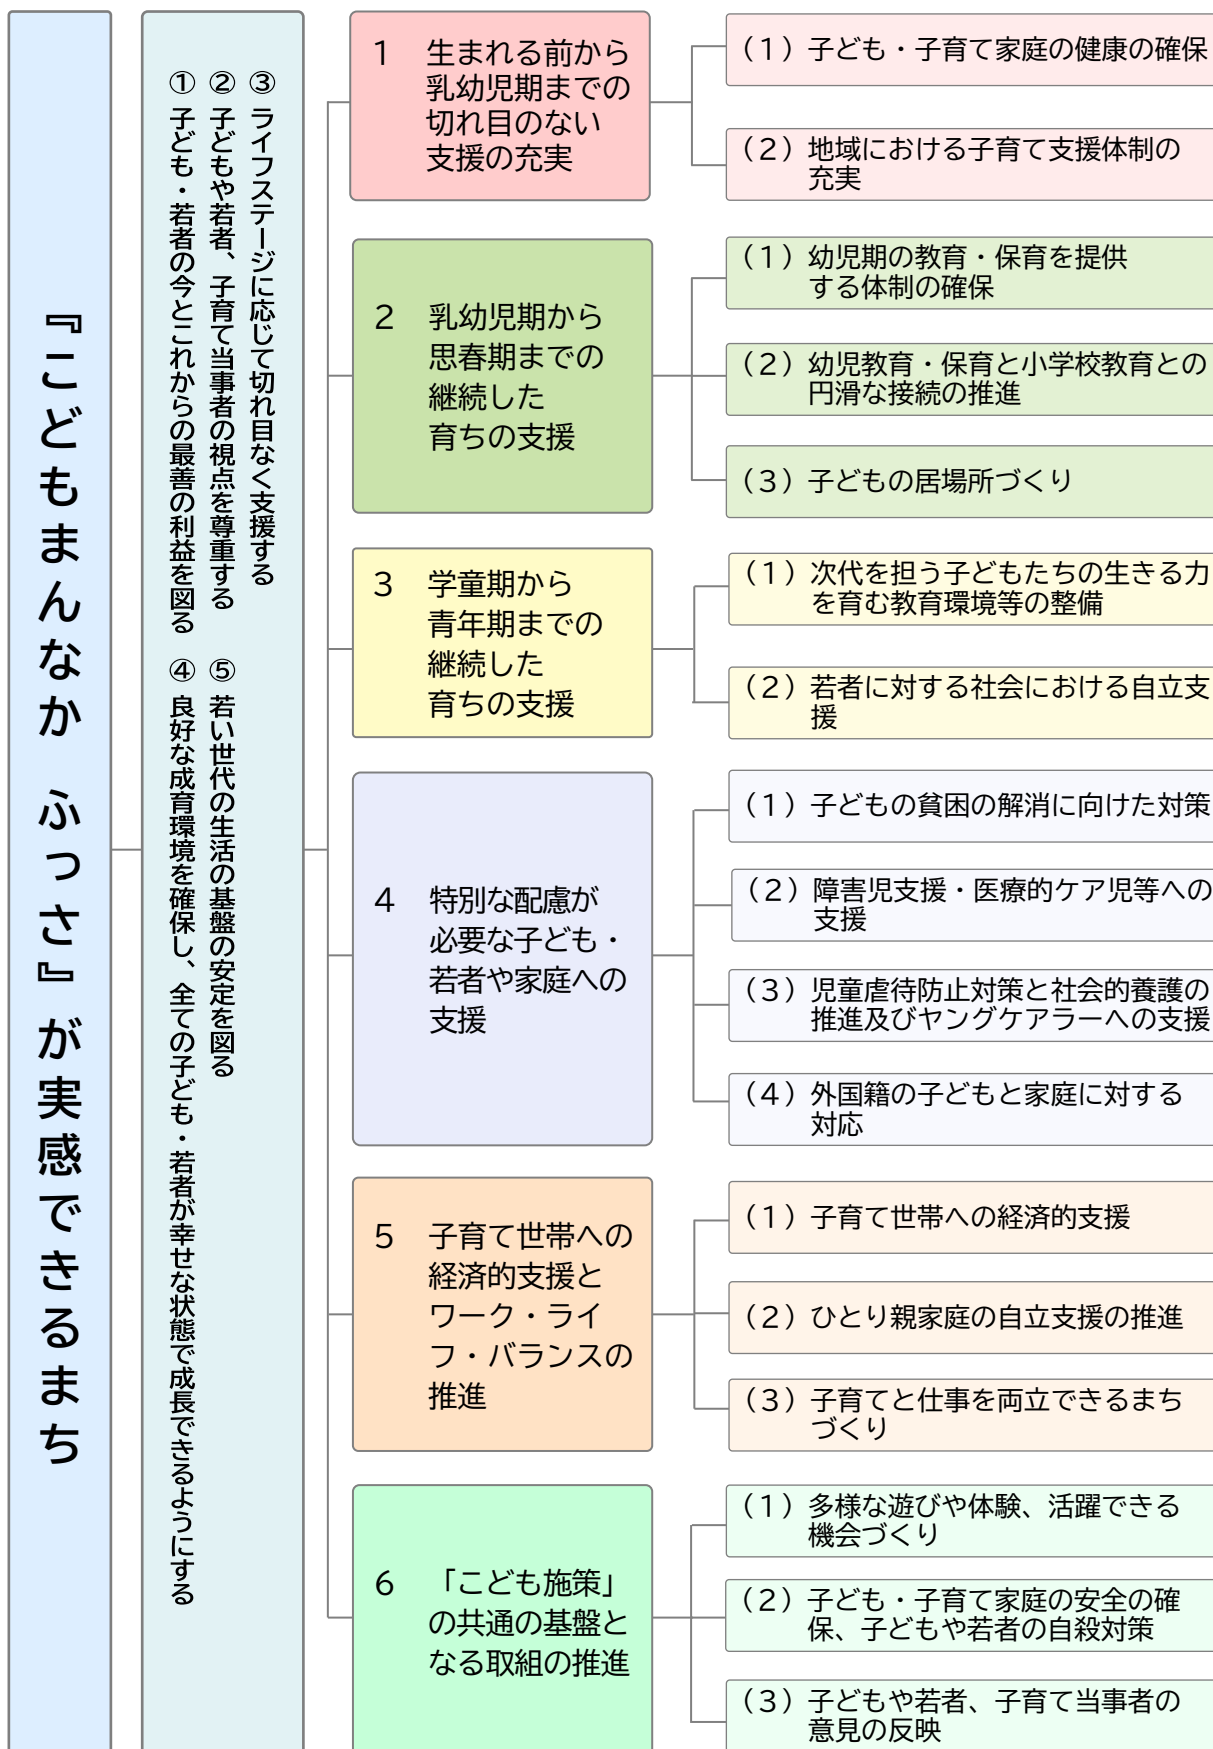 『こどもまんなか　ふっさ』が実感できるまち
① 子ども・若者の今とこれからの最善の利益を図る
② 子どもや若者、子育て当事者の視点を尊重する
③ ライフステージに応じて切れ目なく支援する
④ 良好な成育環境を確保し、全ての子ども・若者が幸せな状態で成長できるようにする
⑤ 若い世代の生活の基盤の安定を図る
1 生まれる前から
乳幼児期までの
切れ目のない
支援の充実
（1）子ども・子育て家庭の健康の確保
（2）地域における子育て支援体制の
充実
2 乳幼児期から
思春期までの
継続した
育ちの支援
（1）幼児期の教育・保育を提供
する体制の確保
（2）幼児教育・保育と小学校教育との
円滑な接続の推進
（3）子どもの居場所づくり
3 学童期から
青年期までの
継続した
育ちの支援
（1）次代を担う子どもたちの生きる力
を育む教育環境等の整備
（2）若者に対する社会における自立支
援
4 特別な配慮が
必要な子ども・
若者や家庭への
支援
（1）子どもの貧困の解消に向けた対策
（2）障害児支援・医療的ケア児等への
支援
（3）児童虐待防止対策と社会的養護の
推進及びヤングケアラーへの支援
（4）外国籍の子どもと家庭に対する
対応
5 子育て世帯への
経済的支援と
ワーク・ライ
フ・バランスの
推進
（1）子育て世帯への経済的支援
（2）ひとり親家庭の自立支援の推進
（3）子育てと仕事を両立できるまち
づくり
6 「こども施策」
の共通の基盤と
なる取組の推進
（1）多様な遊びや体験、活躍できる
機会づくり
（2）子ども・子育て家庭の安全の確
保、子どもや若者の自殺対策
（3）子どもや若者、子育て当事者の
意見の反映